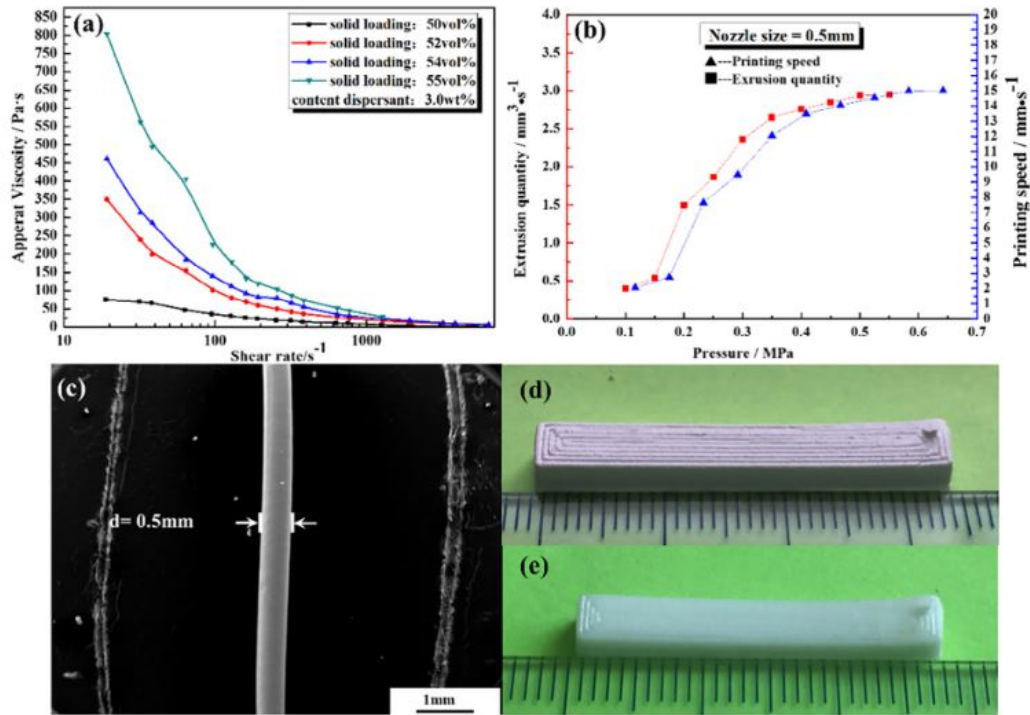 (a)
solid loading: 50vol%
solid loading: 52vol%
solid loading: 54vol%
solid loading: 55vol%
content dispersant: 3.0wt%
850
800
750
700
650
600
550
500
450
400
350
300
250
200
150
100
50
0
Apperat Viscosity / Pa·s
10
100
1000
Shear rate/s⁻¹
(b)
Nozzle size = 0.5mm
---Printing speed
---Exrusion quantity
4.0
3.5
3.0
2.5
2.0
1.5
1.0
0.5
0.0
Extrusion quantity / mm³•s⁻¹
20
19
18
17
16
15
14
13
12
11
10
9
8
7
6
5
4
3
2
1
0
Printing speed / mm•s⁻¹
0.0
0.1
0.2
0.3
0.4
0.5
0.6
0.7
Pressure / MPa
(c)
d= 0.5mm
1mm
(d)
(e)